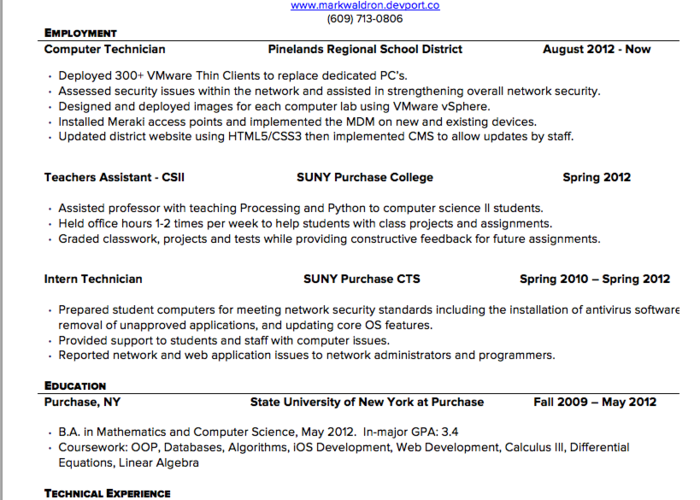 www.markwaldron.devport.co
(609) 713-0806
EMPLOYMENT
Computer Technician Pinelands Regional School District August 2012 - Now
• Deployed 300+ VMware Thin Clients to replace dedicated PC's.
• Assessed security issues within the network and assisted in strengthening overall network security.
• Designed and deployed images for each computer lab using VMware vSphere.
• Installed Meraki access points and implemented the MDM on new and existing devices.
• Updated district website using HTML5/CSS3 then implemented CMS to allow updates by staff.
Teachers Assistant - CSII SUNY Purchase College Spring 2012
• Assisted professor with teaching Processing and Python to computer science II students.
• Held office hours 1-2 times per week to help students with class projects and assignments.
• Graded classwork, projects and tests while providing constructive feedback for future assignments.
Intern Technician SUNY Purchase CTS Spring 2010 – Spring 2012
• Prepared student computers for meeting network security standards including the installation of antivirus software
removal of unapproved applications, and updating core OS features.
• Provided support to students and staff with computer issues.
• Reported network and web application issues to network administrators and programmers.
EDUCATION
Purchase, NY State University of New York at Purchase Fall 2009 – May 2012
• B.A. in Mathematics and Computer Science, May 2012. In-major GPA: 3.4
• Coursework: OOP, Databases, Algorithms, iOS Development, Web Development, Calculus III, Differential
Equations, Linear Algebra
TECHNICAL EXPERIENCE